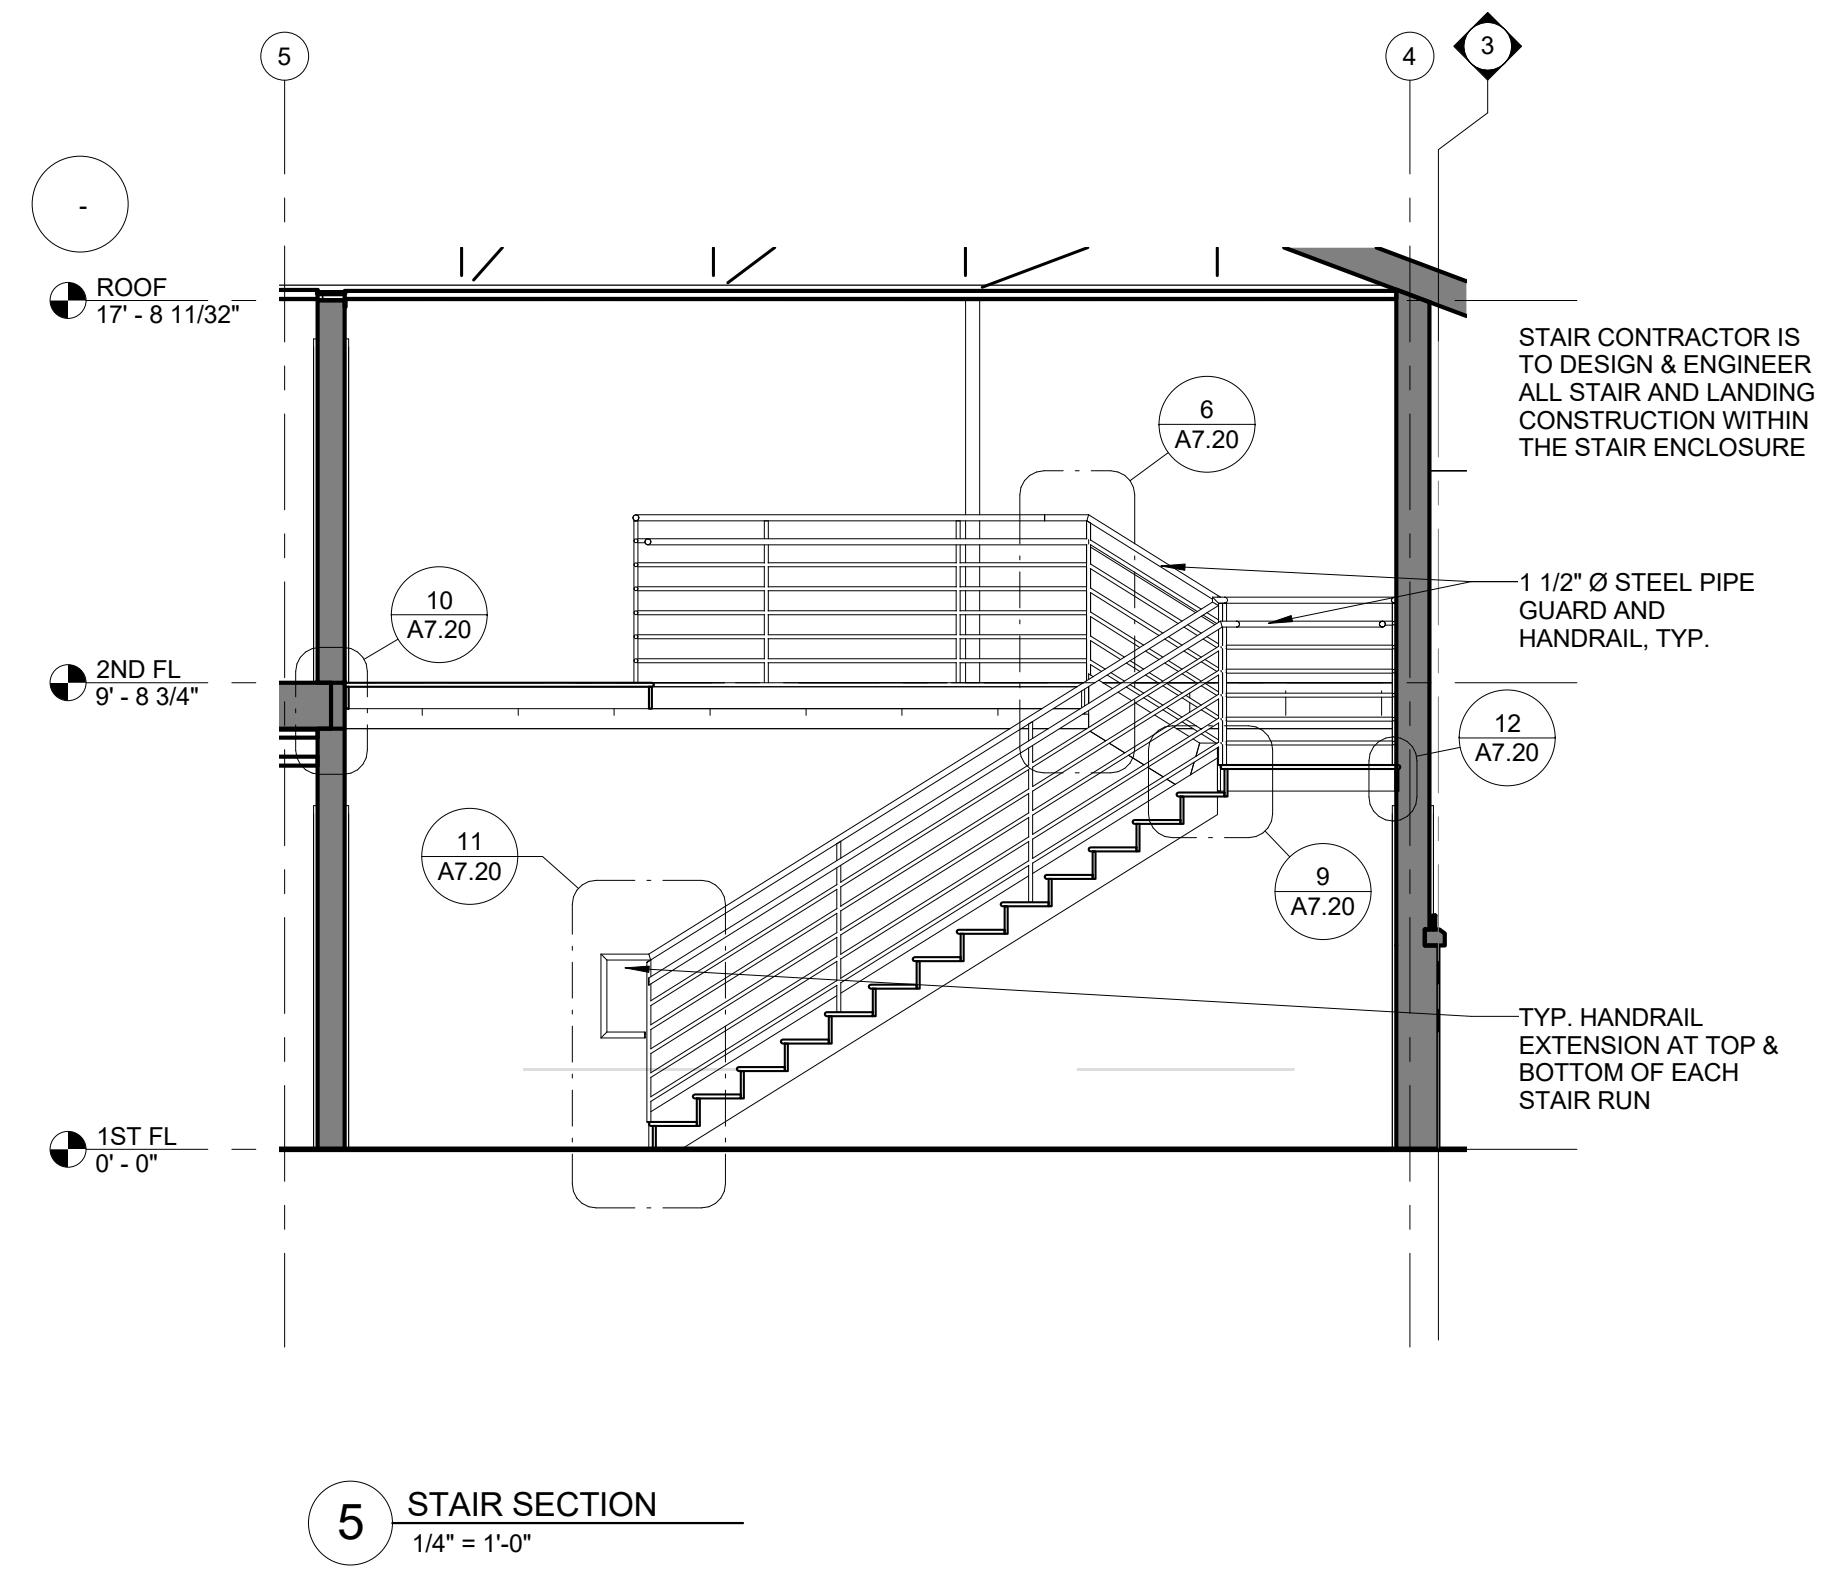 5
4
3
-
ROOF
17' - 8 11/32"
STAIR CONTRACTOR IS
TO DESIGN & ENGINEER
ALL STAIR AND LANDING
CONSTRUCTION WITHIN
THE STAIR ENCLOSURE
6
A7.20
1 1/2" Ø STEEL PIPE
GUARD AND
HANDRAIL, TYP.
10
A7.20
2ND FL
9' - 8 3/4"
12
A7.20
11
A7.20
9
A7.20
TYP. HANDRAIL
EXTENSION AT TOP &
BOTTOM OF EACH
STAIR RUN
1ST FL
0' - 0"
5
STAIR SECTION
1/4" = 1'-0"